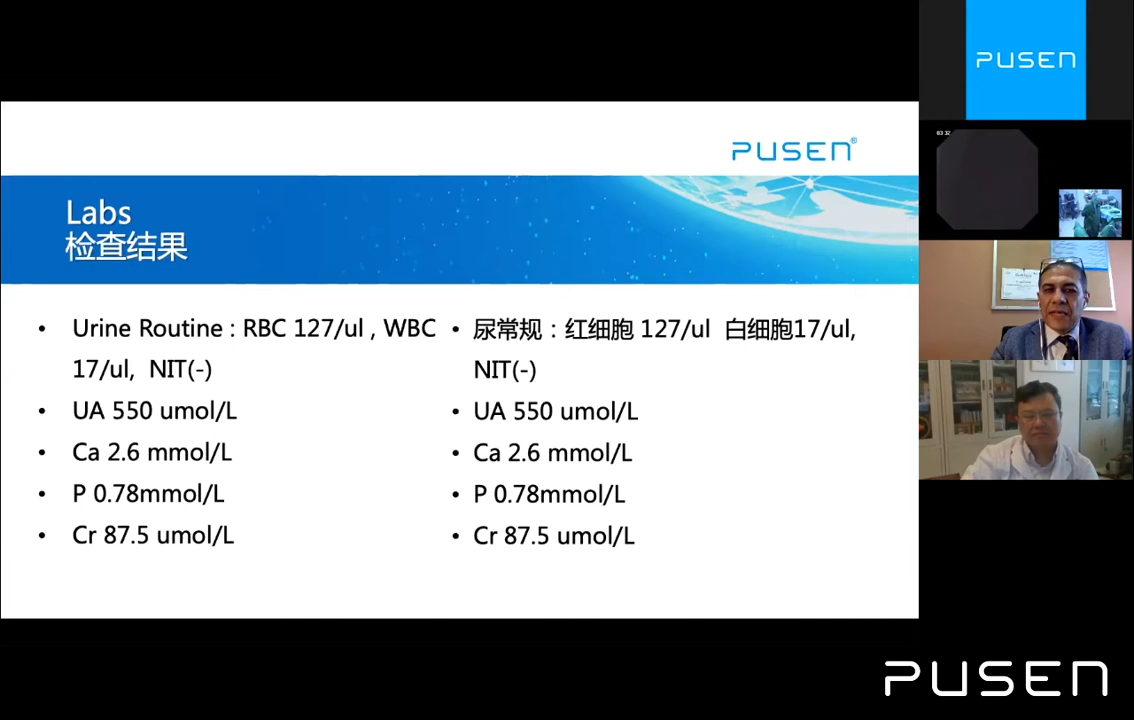 PUSEN
PUSEN®
Labs
检查结果
• Urine Routine : RBC 127/ul , WBC
17/ul, NIT(-)
• UA 550 umol/L
• Ca 2.6 mmol/L
• P 0.78mmol/L
• Cr 87.5 umol/L
• 尿常规：红细胞 127/ul 白细胞17/ul,
NIT(-)
• UA 550 umol/L
• Ca 2.6 mmol/L
• P 0.78mmol/L
• Cr 87.5 umol/L
PUSEN